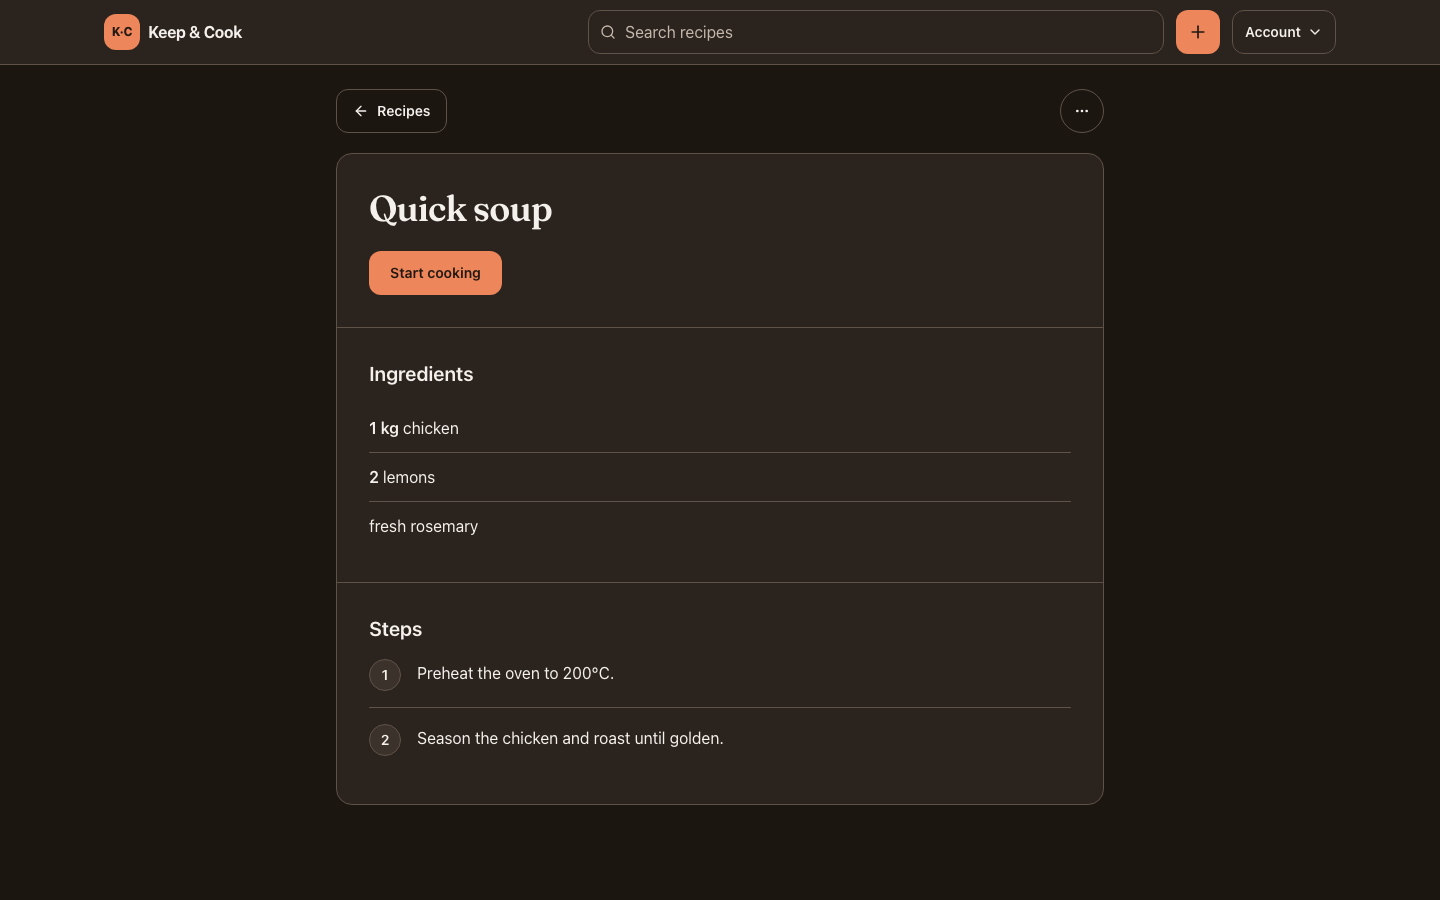 K·C Keep & Cook
Search recipes
Account
Recipes
Quick soup
Start cooking
Ingredients
1 kg chicken
2 lemons
fresh rosemary
Steps
1 Preheat the oven to 200°C.
2 Season the chicken and roast until golden.